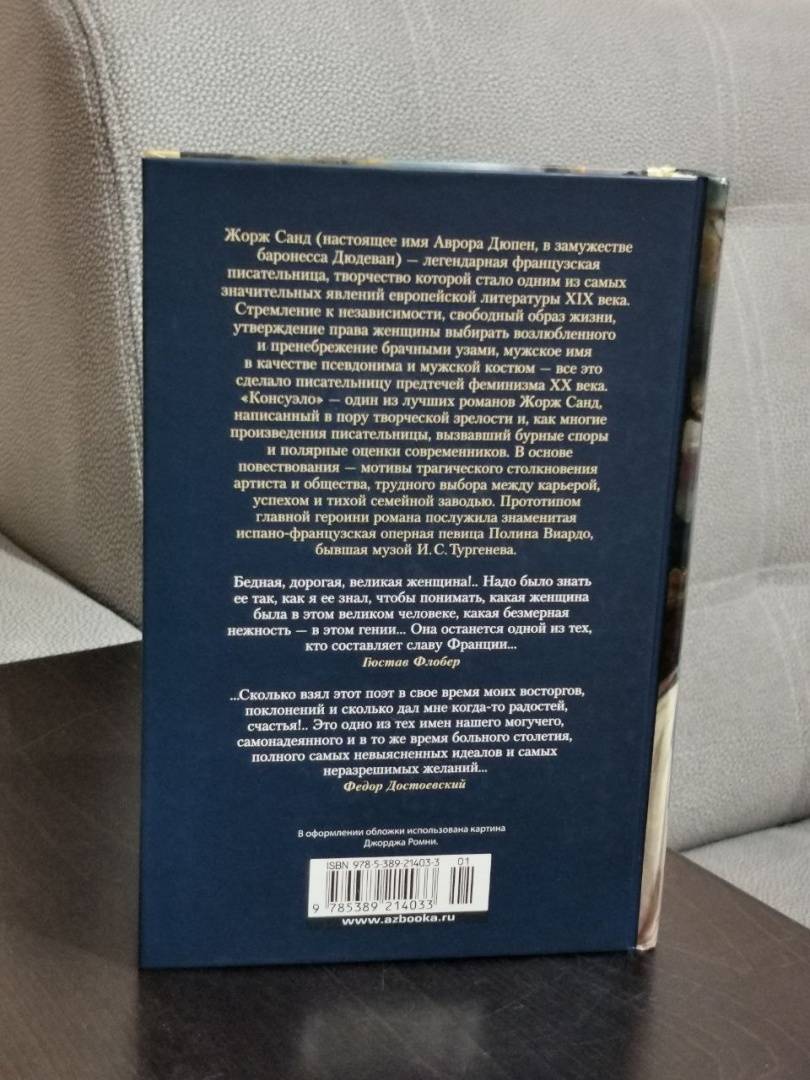 Жорж Санд (настоящее имя Аврора Дюпен, в замужестве
баронесса Дюдеван) — легендарная французская
писательница, творчество которой стало одним из самых
значительных явлений европейской литературы XIX века.
Стремление к независимости, свободный образ жизни,
утверждение права женщины выбирать возлюбленного
и пренебрежение брачными узами, мужское имя
в качестве псевдонима и мужской костюм — все это
сделало писательницу предтечей феминизма XX века.
«Консуэло» — один из лучших романов Жорж Санд,
написанный в пору творческой зрелости и, как многие
произведения писательницы, вызвавший бурные споры
и полярные оценки современников. В основе
повествования — мотивы трагического столкновения
артиста и общества, трудного выбора между карьерой,
успехом и тихой семейной заводью. Прототипом
главной героини романа послужила знаменитая
испано-французская оперная певица Полина Виардо,
бывшая музой И. С. Тургенева.
Бедная, дорогая, великая женщина!.. Надо было знать
ее так, как я ее знал, чтобы понимать, какая женщина
была в этом великом человеке, какая безмерная
нежность — в этом гении... Она останется одной из тех,
кто составляет славу Франции...
Гюстав Флобер
...Сколько взял этот поэт в свое время моих восторгов,
поклонений и сколько дал мне когда-то радостей,
счастья!.. Это одно из тех имен нашего могучего,
самонадеянного и в то же время больного столетия,
полного самых невыясненных идеалов и самых
неразрешимых желаний...
Федор Достоевский
В оформлении обложки использована картина
Джорджа Ромни.
ISBN 978-5-389-21403-3 01
9 785389 214033
www.azbooka.ru